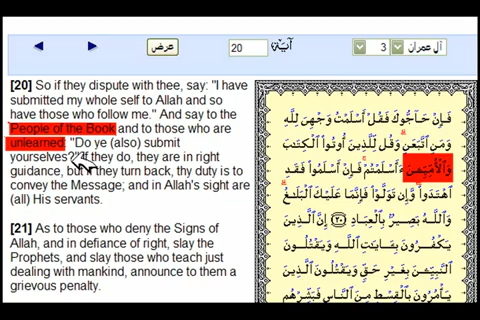 عرض
20
آية
3
آل عمران
[20] So if they dispute with thee, say: "I have
submitted my whole self to Allah and so
have those who follow me." And say to the
People of the Book and to those who are
unlearned: "Do ye (also) submit
yourselves?" If they do, they are in right
guidance, but if they turn back, thy duty is to
convey the Message; and in Allah's sight are
(all) His servants.
[21] As to those who deny the Signs of
Allah, and in defiance of right, slay the
Prophets, and slay those who teach just
dealing with mankind, announce to them a
grievous penalty.
فَإِنْ حَآجُّوكَ فَقُلْ أَسْلَمْتُ وَجْهِىَ لِلَّهِ
وَمَنِ ٱتَّبَعَنِ ۗ وَقُل لِّلَّذِينَ أُوتُوا۟ ٱلْكِتَـٰبَ
وَٱلْأُمِّيِّـۧنَ ءَأَسْلَمْتُمْ ۚ فَإِنْ أَسْلَمُوا۟ فَقَدِ
ٱهْتَدَوا۟ ۖ وَّإِن تَوَلَّوْا۟ فَإِنَّمَا عَلَيْكَ ٱلْبَلَـٰغُ ۗ
وَٱللَّهُ بَصِيرٌۢ بِٱلْعِبَادِ ٢٠ إِنَّ ٱلَّذِينَ
يَكْفُرُونَ بِـَٔايَـٰتِ ٱللَّهِ وَيَقْتُلُونَ
ٱلنَّبِيِّـۧنَ بِغَيْرِ حَقٍّ وَيَقْتُلُونَ ٱلَّذِينَ
يَأْمُرُونَ بِٱلْقِسْطِ مِنَ ٱلنَّاسِ فَبَشِّرْهُم